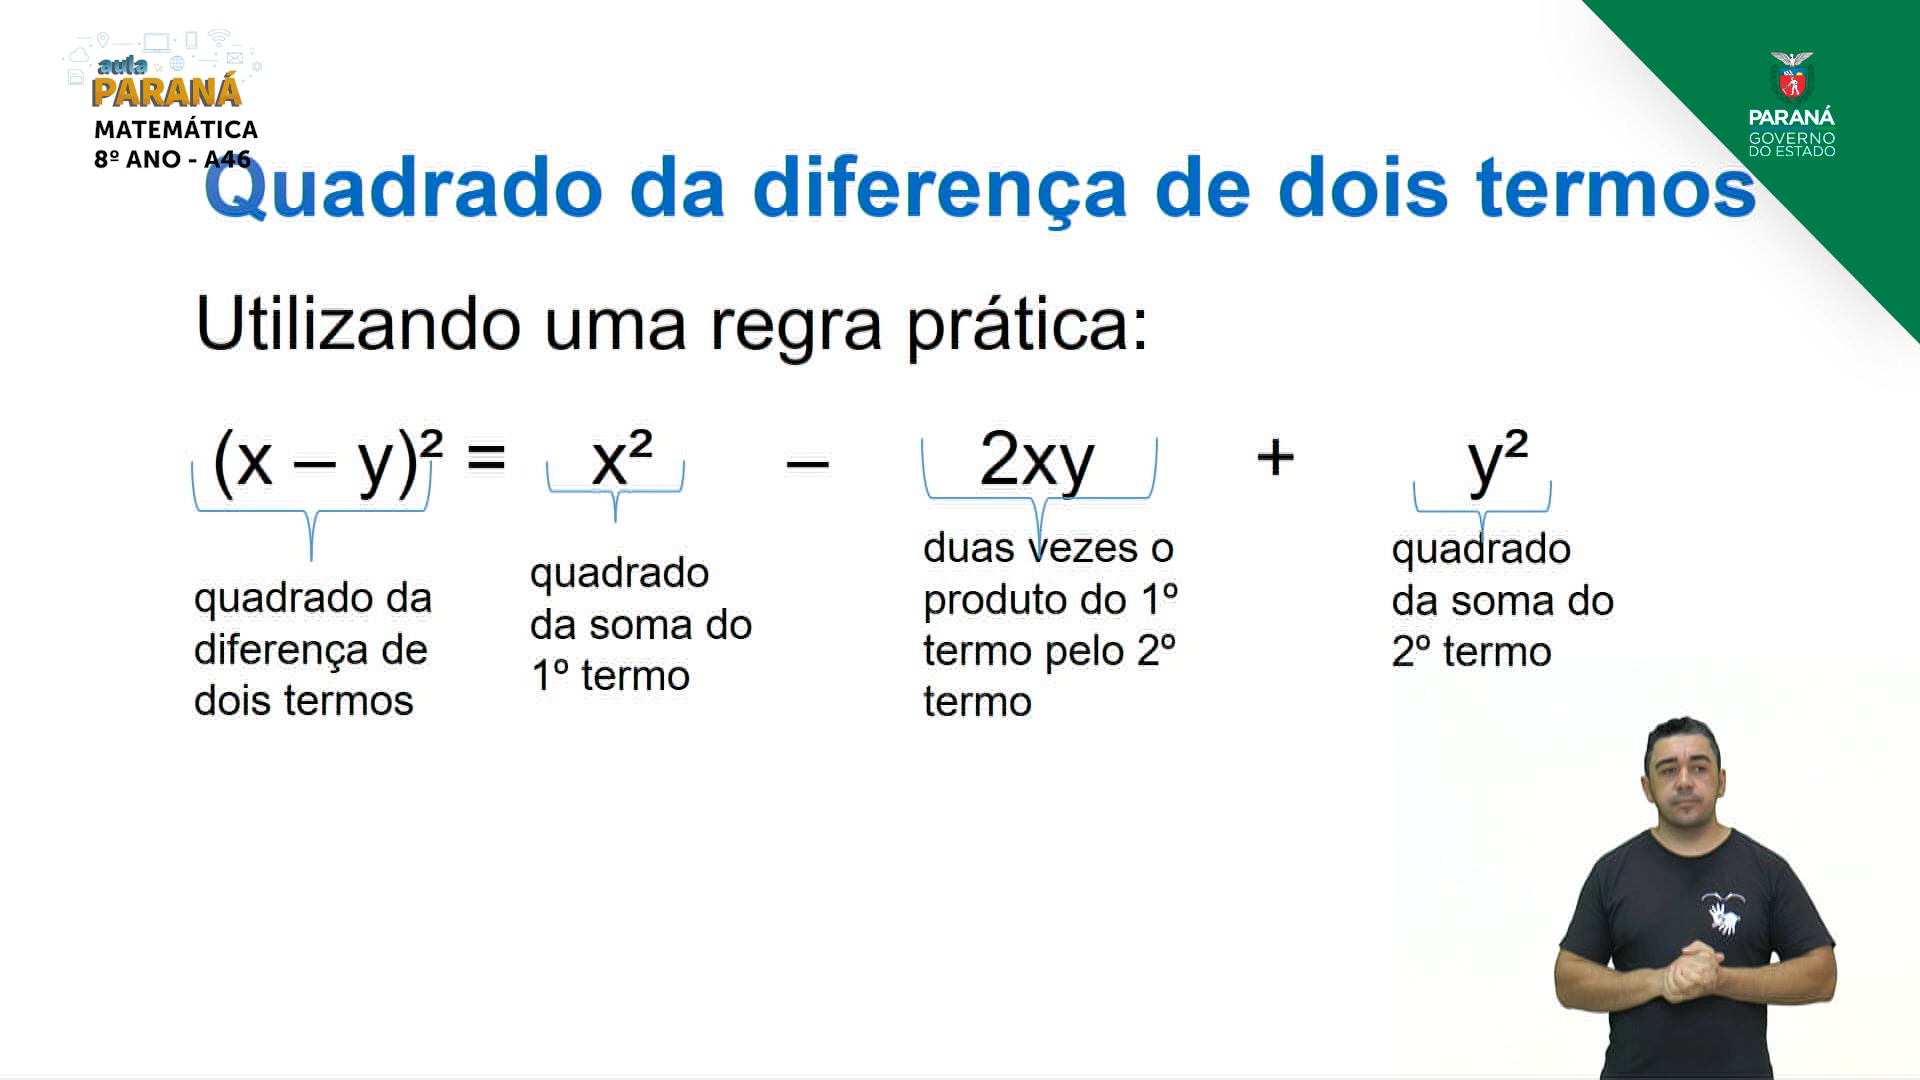 aula
PARANÁ
MATEMÁTICA
8º ANO - A46
PARANÁ
GOVERNO
DO ESTADO
Quadrado da diferença de dois termos
Utilizando uma regra prática:
(x – y)² = x² – 2xy + y²
quadrado da
diferença de
dois termos
quadrado
da soma do
1º termo
duas vezes o
produto do 1º
termo pelo 2º
termo
quadrado
da soma do
2º termo